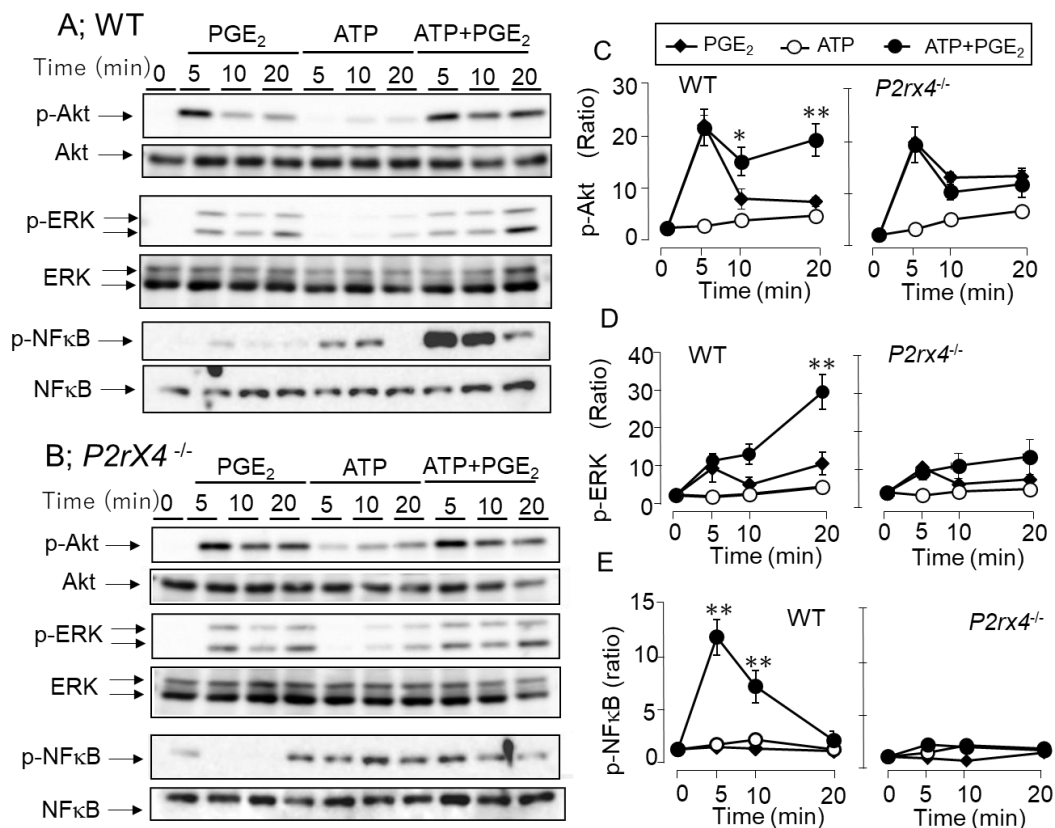 A; WT
PGE₂ ATP ATP+PGE₂
Time (min) 0 5 10 20 5 10 20 5 10 20
p-Akt
Akt
p-ERK
ERK
p-NFκB
NFκB
B; P2rX4 -/-
PGE₂ ATP ATP+PGE₂
Time (min) 0 5 10 20 5 10 20 5 10 20
p-Akt
Akt
p-ERK
ERK
p-NFκB
NFκB
C
PGE₂ ATP ATP+PGE₂
WT P2rx4-/-
p-Akt (Ratio)
40
30
20
10
0
* **
0 5 10 20 0 5 10 20
Time (min) Time (min)
D
WT P2rx4-/-
p-ERK (Ratio)
40
30
20
10
0
**
0 5 10 20 0 5 10 20
Time (min) Time (min)
E
WT P2rx4-/-
p-NFκB (ratio)
15
10
5
0
** **
0 5 10 20 0 5 10 20
Time (min) Time (min)